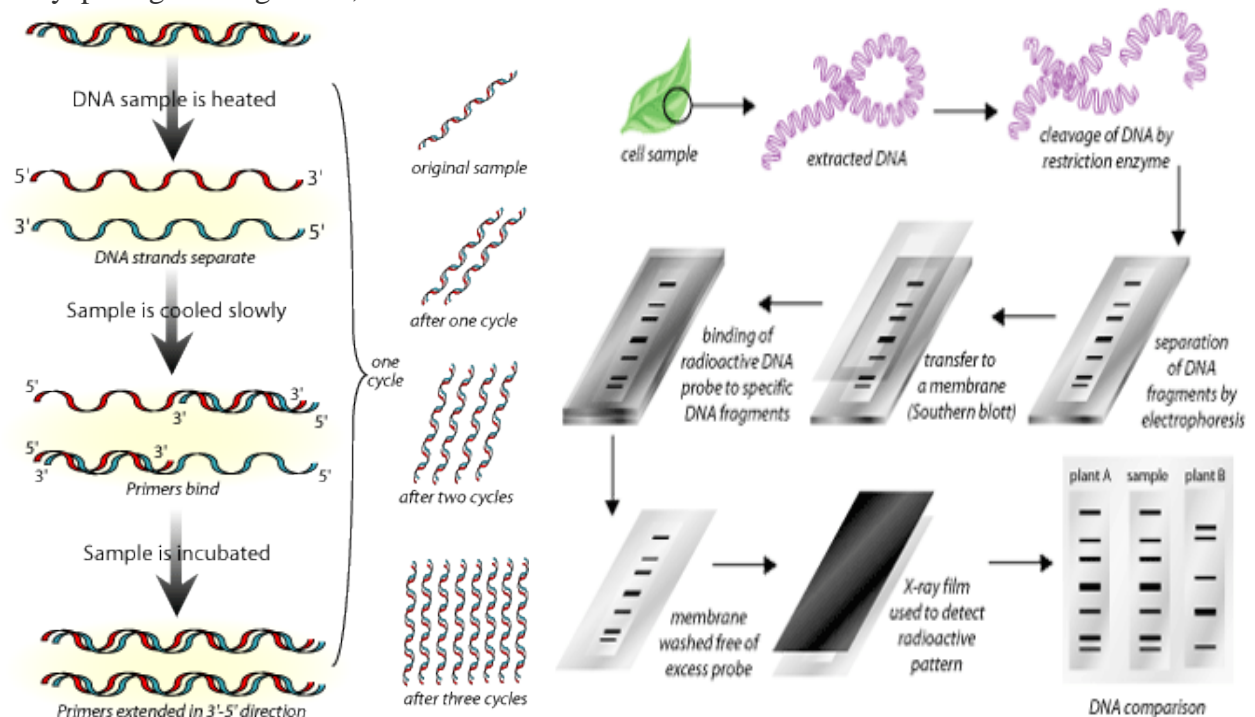 DNA sample is heated
5' 3'
3' 5'
DNA strands separate
Sample is cooled slowly
5' 3'
3' 5'
5' 3'
3' 5'
Primers bind
Sample is incubated
Primers extended in 3'-5' direction
one
cycle
original sample
after one cycle
after two cycles
after three cycles
cell sample
extracted DNA
cleavage of DNA by
restriction enzyme
separation
of DNA
fragments by
electrophoresis
transfer to
a membrane
(Southern blott)
binding of
radioactive DNA
probe to specific
DNA fragments
membrane
washed free of
excess probe
X-ray film
used to detect
radioactive
pattern
plant A sample plant B
DNA comparison